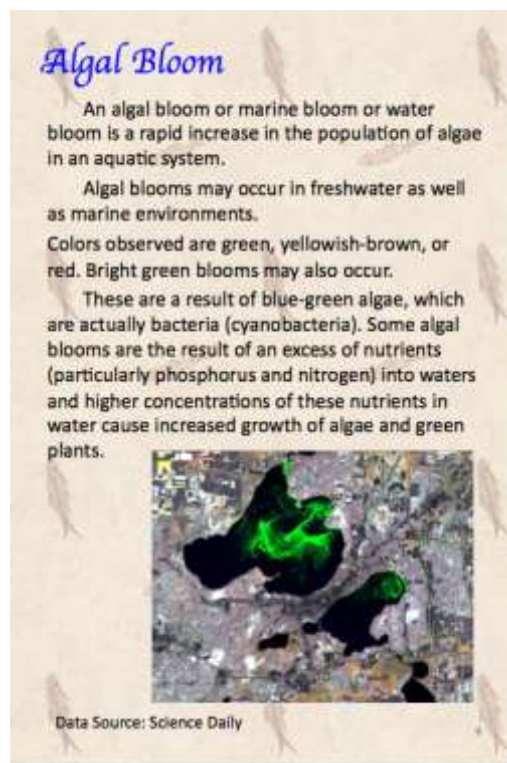 Algal Bloom
An algal bloom or marine bloom or water
bloom is a rapid increase in the population of algae
in an aquatic system.
Algal blooms may occur in freshwater as well
as marine environments.
Colors observed are green, yellowish-brown, or
red. Bright green blooms may also occur.
These are a result of blue-green algae, which
are actually bacteria (cyanobacteria). Some algal
blooms are the result of an excess of nutrients
(particularly phosphorus and nitrogen) into waters
and higher concentrations of these nutrients in
water cause increased growth of algae and green
plants.
Data Source: Science Daily